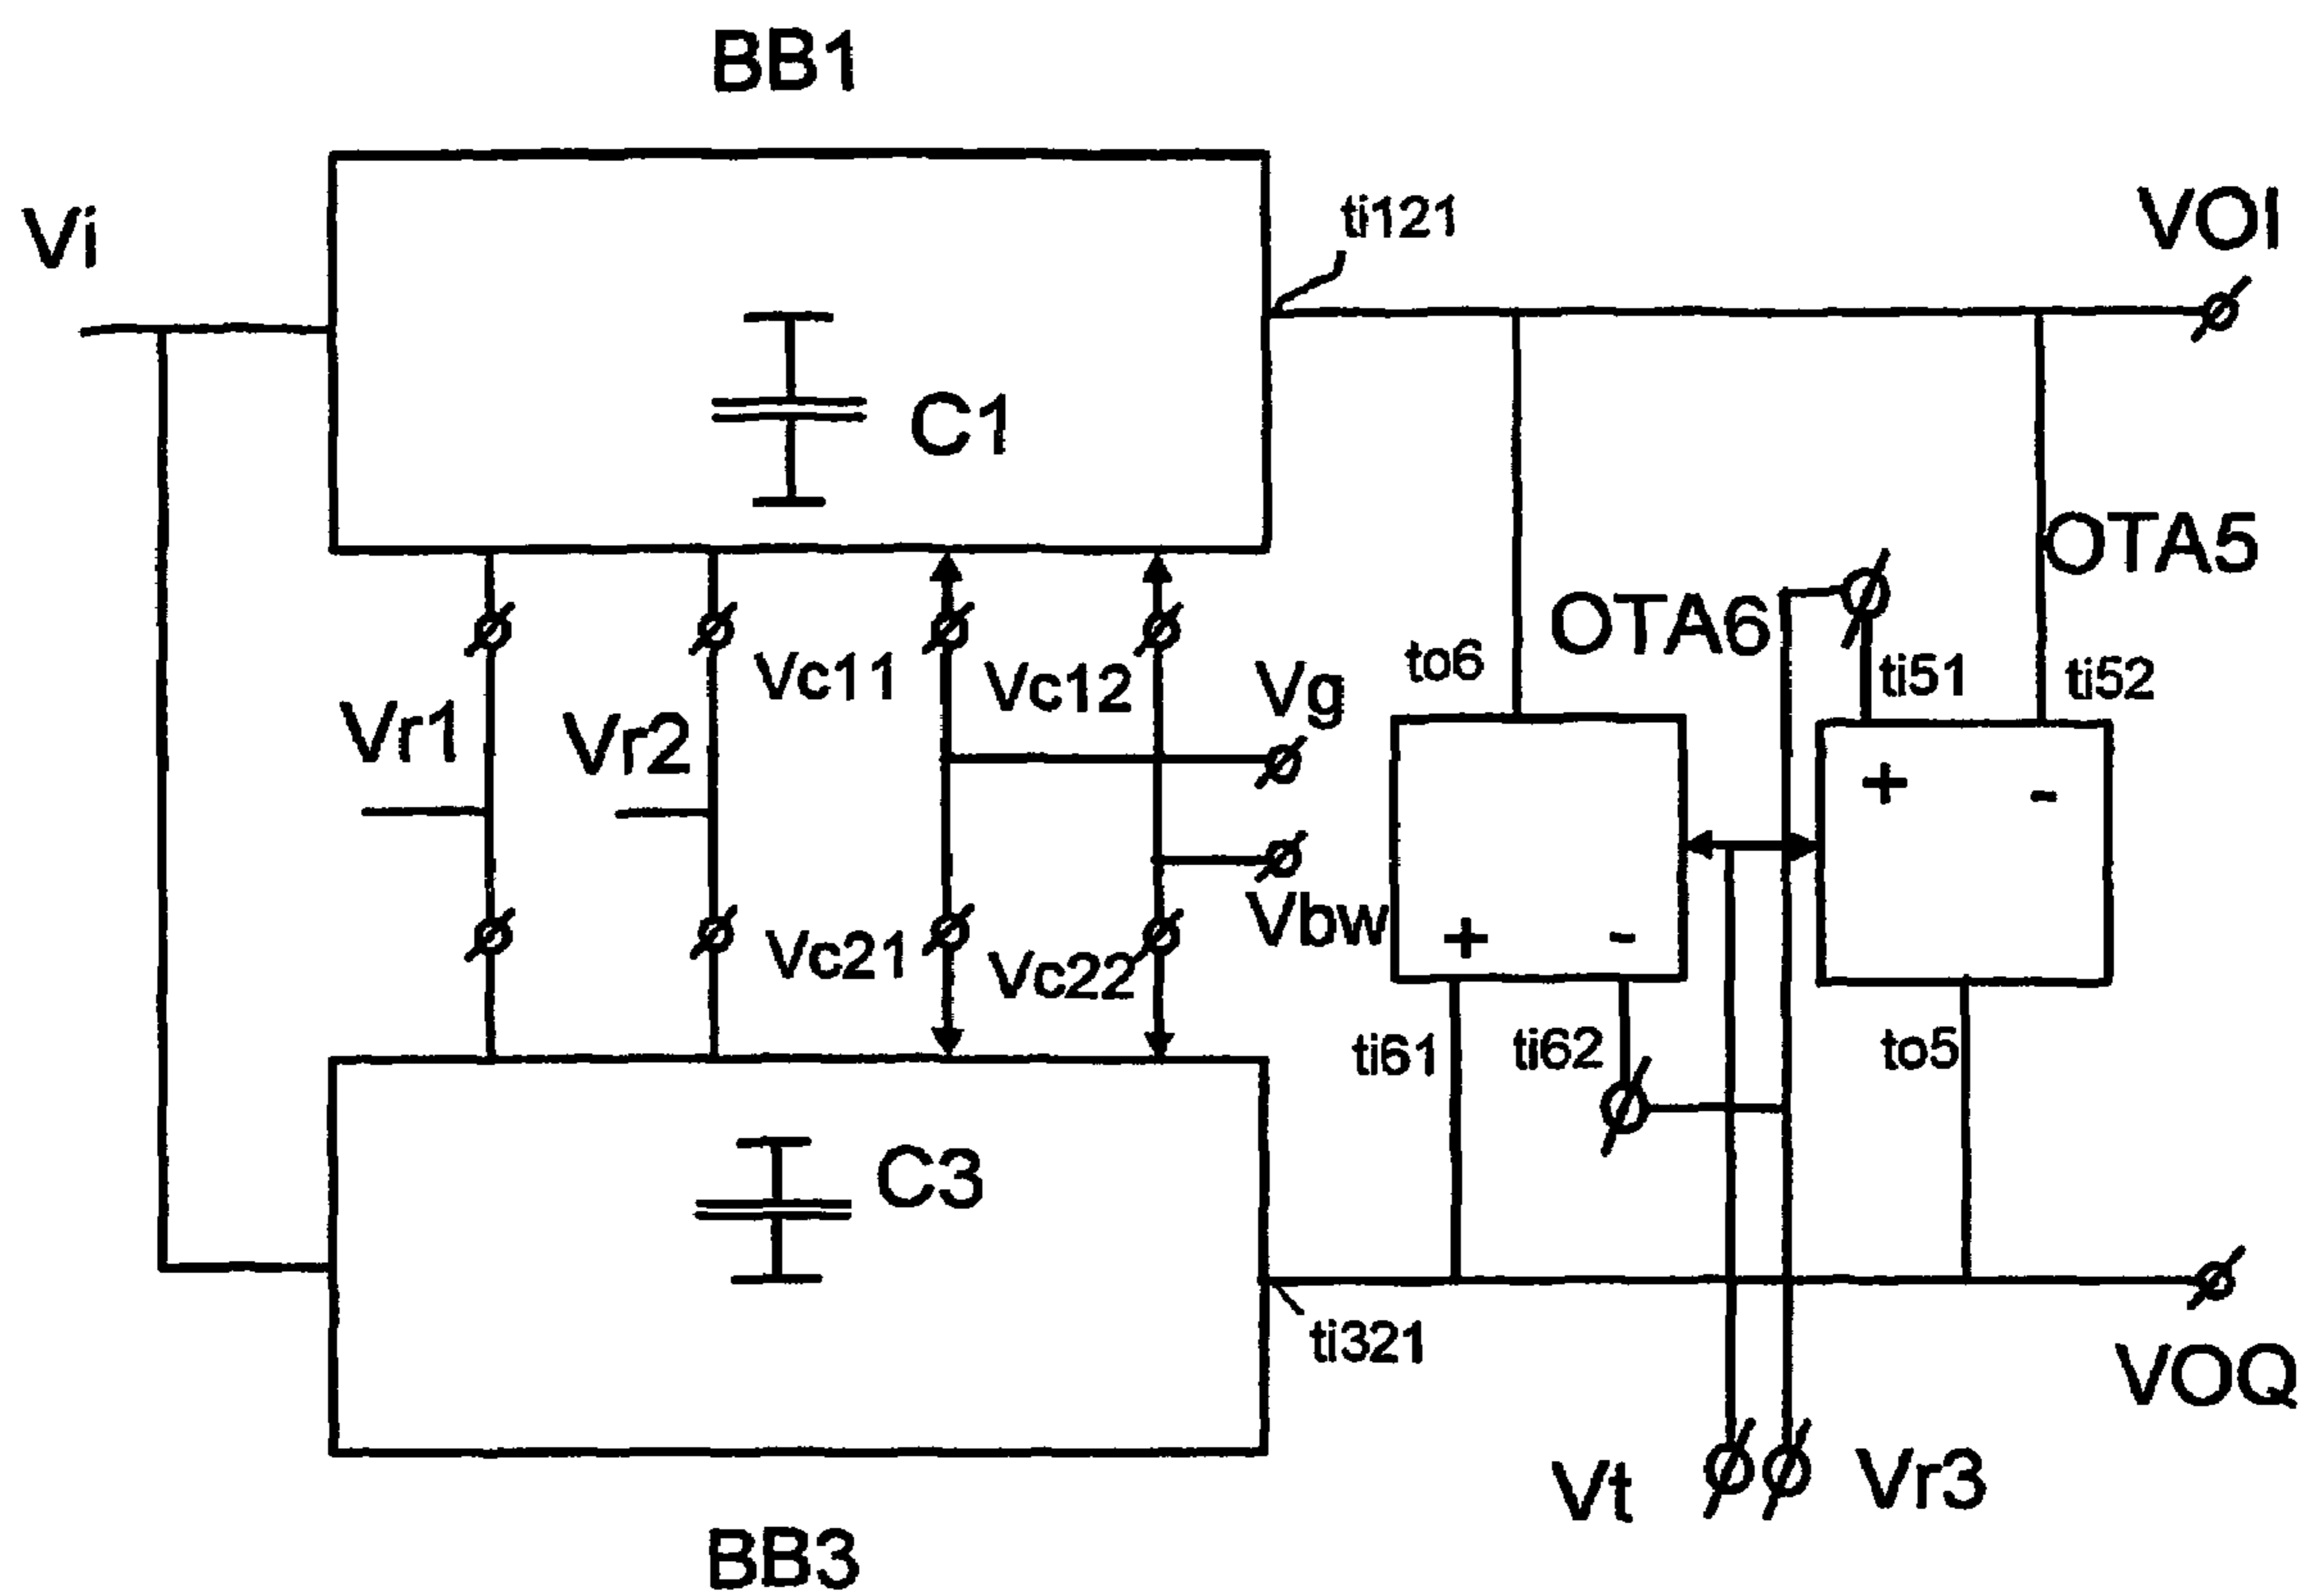 BB1
Vi
ti121
VOI
C1
OTA5
OTA6
to6
Vc11
Vc12
Vg
ti51
ti52
Vr1
Vr2
+
-
Vbw
+
-
Vc21
Vc22
ti61
ti62
to5
C3
ti321
VOQ
Vt
Vr3
BB3